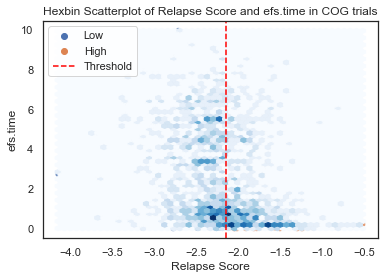 Hexbin Scatterplot of Relapse Score and efs.time in COG trials
Low
High
Threshold
10
8
6
4
2
0
efs.time
−4.0
−3.5
−3.0
−2.5
−2.0
−1.5
−1.0
−0.5
Relapse Score